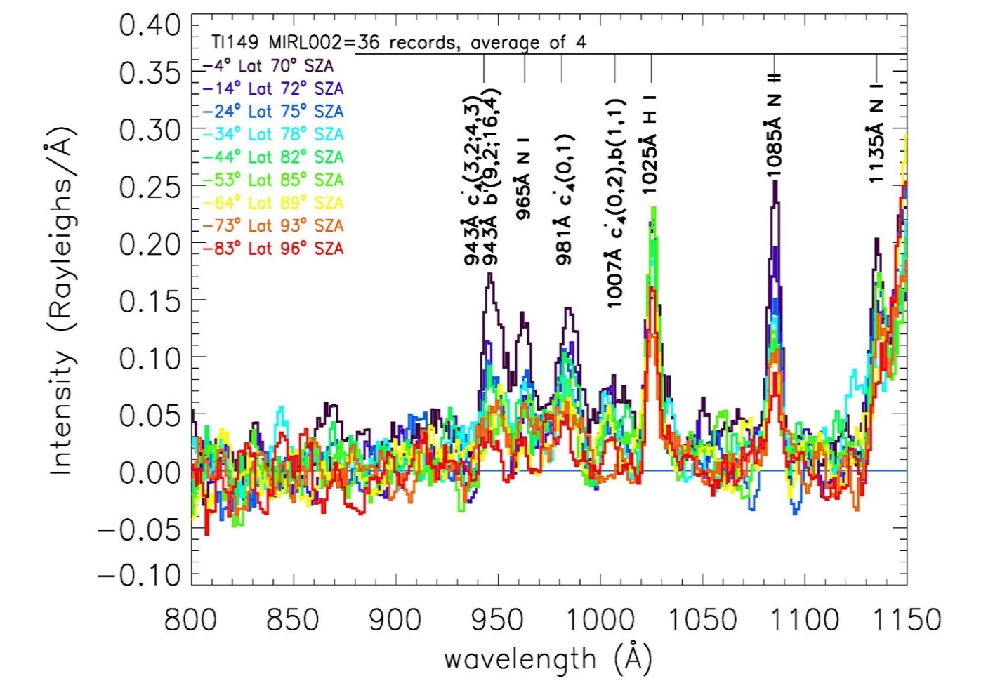 TI149 MIRL002=36 records, average of 4
-4° Lat 70° SZA
-14° Lat 72° SZA
-24° Lat 75° SZA
-34° Lat 78° SZA
-44° Lat 82° SZA
-53° Lat 85° SZA
-64° Lat 89° SZA
-73° Lat 93° SZA
-83° Lat 96° SZA
943Å c'₄(3,2;4,3)
943Å b'(9,2;16,4)
965Å N I
981Å c'₄(0,1)
1007Å c'₄(0,2),b(1,1)
1025Å H I
1085Å N II
1135Å N I
Intensity (Rayleighs/Å)
0.40
0.35
0.30
0.25
0.20
0.15
0.10
0.05
0.00
-0.05
-0.10
800 850 900 950 1000 1050 1100 1150
wavelength (Å)